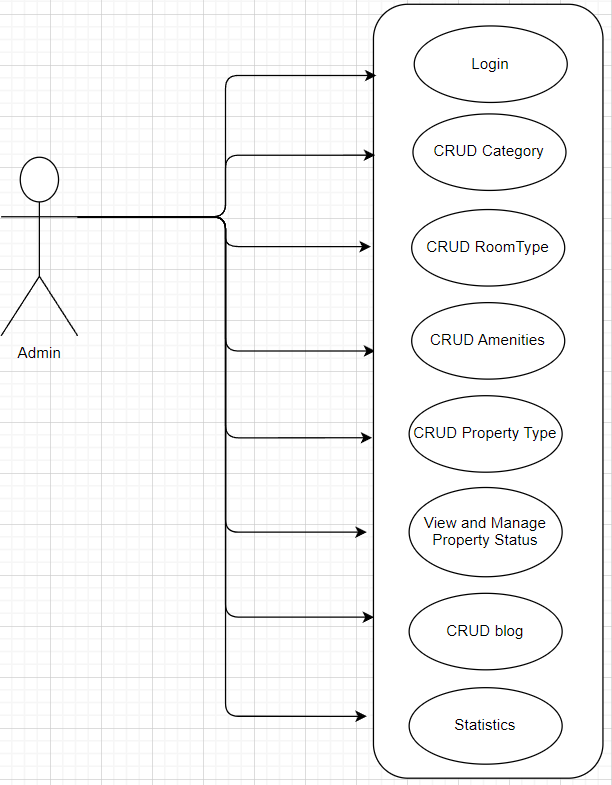 Login
CRUD Category
CRUD RoomType
Admin
CRUD Amenities
CRUD Property Type
View and Manage
Property Status
CRUD blog
Statistics